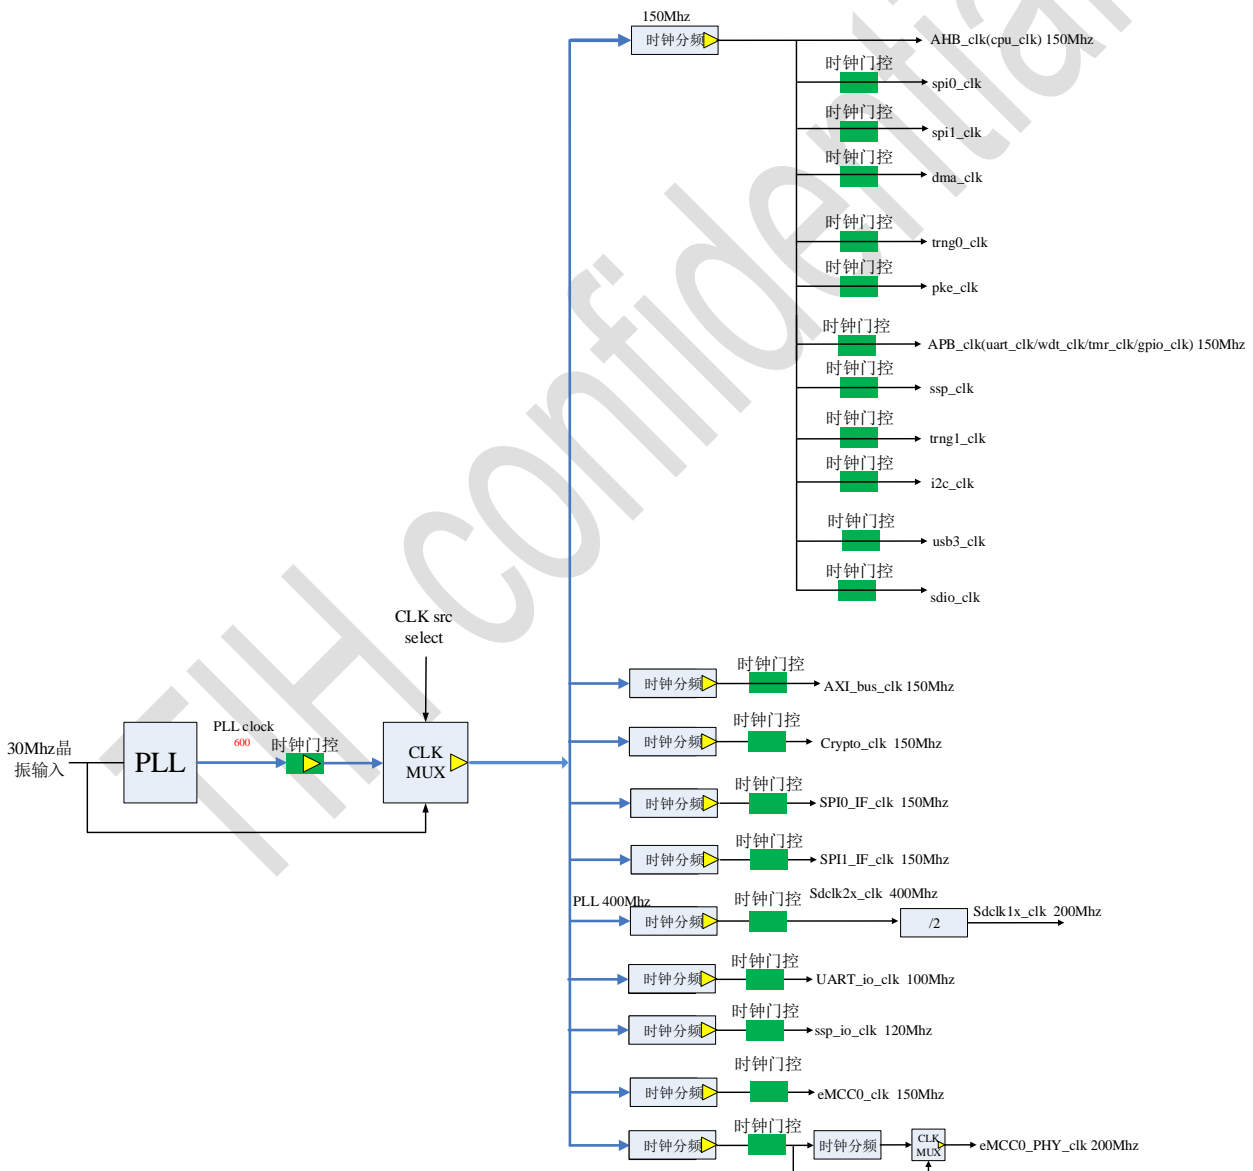 150Mhz
时钟分频
AHB_clk(cpu_clk) 150Mhz
时钟门控
spi0_clk
时钟门控
spi1_clk
时钟门控
dma_clk
时钟门控
trng0_clk
时钟门控
pke_clk
时钟门控
APB_clk(uart_clk/wdt_clk/tmr_clk/gpio_clk) 150Mhz
时钟门控
ssp_clk
时钟门控
trng1_clk
时钟门控
i2c_clk
时钟门控
usb3_clk
时钟门控
sdio_clk
CLK src
select
30Mhz晶
振输入
PLL
PLL clock
600
时钟门控
CLK
MUX
时钟分频
时钟门控
AXI_bus_clk 150Mhz
时钟分频
时钟门控
Crypto_clk 150Mhz
时钟分频
时钟门控
SPI0_IF_clk 150Mhz
时钟分频
时钟门控
SPI1_IF_clk 150Mhz
PLL 400Mhz
时钟分频
时钟门控
Sdclk2x_clk 400Mhz
/2
Sdclk1x_clk 200Mhz
时钟分频
时钟门控
UART_io_clk 100Mhz
时钟分频
时钟门控
ssp_io_clk 120Mhz
时钟分频
时钟门控
eMCC0_clk 150Mhz
时钟分频
时钟门控
时钟分频
CLK
MUX
eMCC0_PHY_clk 200Mhz
TIH confidential